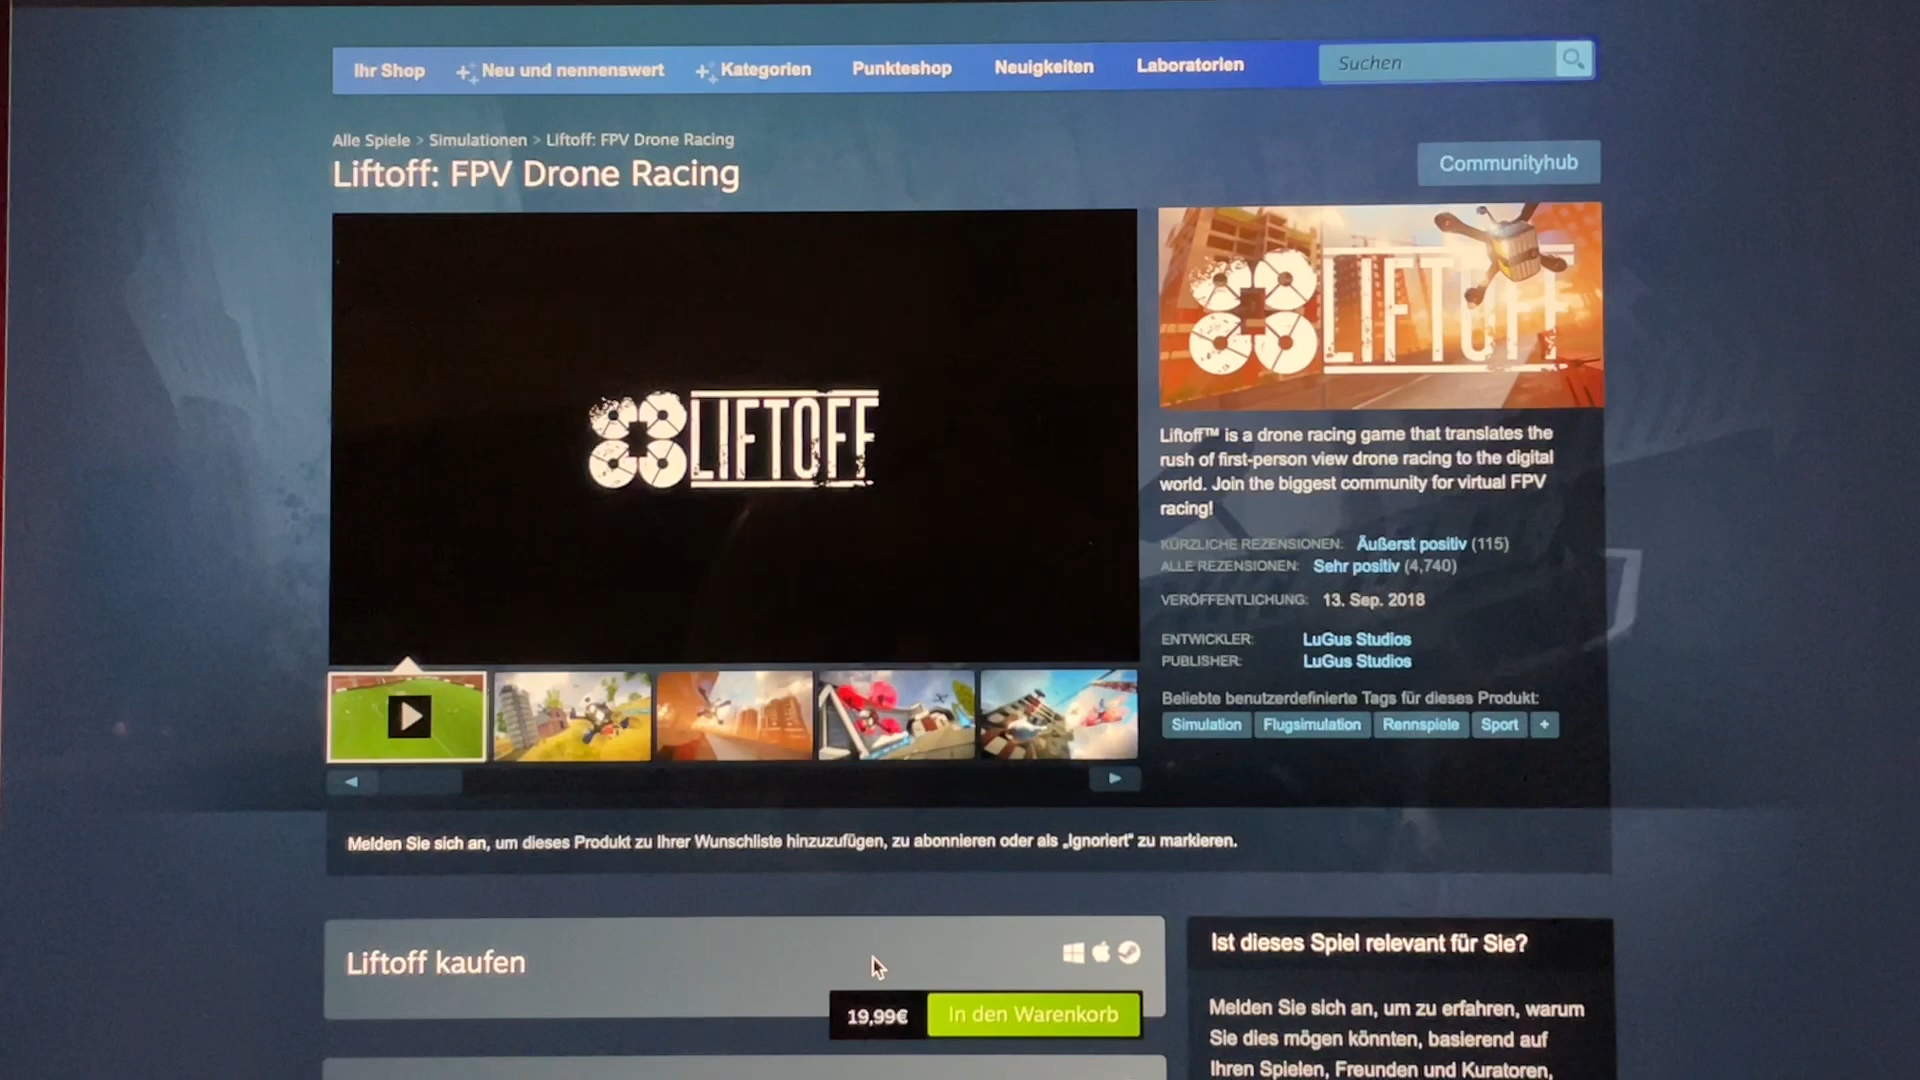 Ihr Shop Neu und nennenswert Kategorien Punkteshop Neuigkeiten Laboratorien Suchen
Alle Spiele > Simulationen > Liftoff: FPV Drone Racing
Liftoff: FPV Drone Racing
Communityhub
LIFTOFF
LIFTOFF
Liftoff™ is a drone racing game that translates the
rush of first-person view drone racing to the digital
world. Join the biggest community for virtual FPV
racing!
KÜRZLICHE REZENSIONEN: Äußerst positiv (115)
ALLE REZENSIONEN: Sehr positiv (4,740)
VERÖFFENTLICHUNG: 13. Sep. 2018
ENTWICKLER: LuGus Studios
PUBLISHER: LuGus Studios
Beliebte benutzerdefinierte Tags für dieses Produkt:
Simulation Flugsimulation Rennspiele Sport +
Melden Sie sich an, um dieses Produkt zu Ihrer Wunschliste hinzuzufügen, zu abonnieren oder als „Ignoriert“ zu markieren.
Liftoff kaufen
19,99€ In den Warenkorb
Ist dieses Spiel relevant für Sie?
Melden Sie sich an, um zu erfahren, warum
Sie dies mögen könnten, basierend auf
Ihren Spielen, Freunden und Kuratoren,